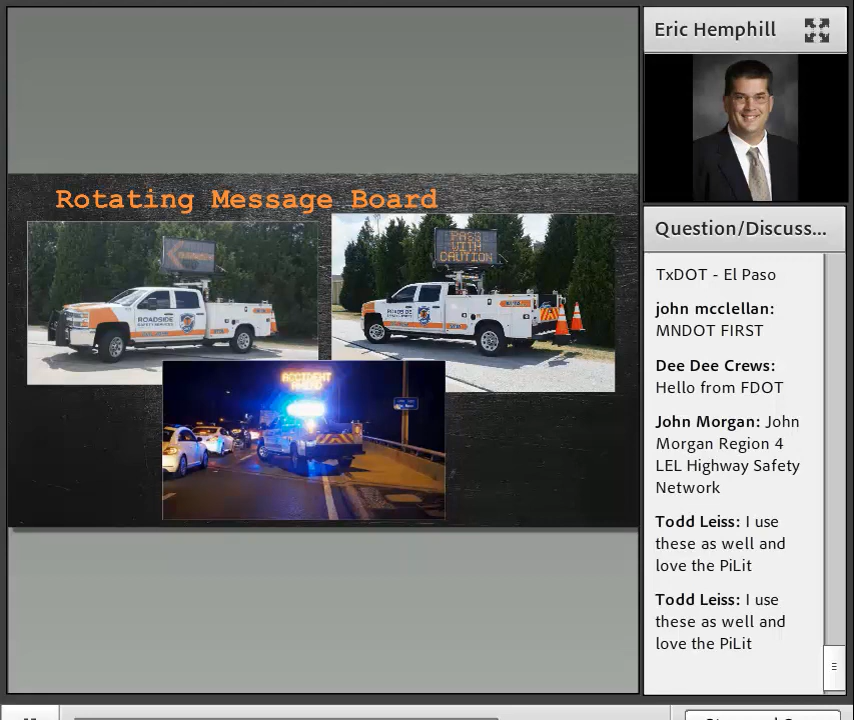 Eric Hemphill
Rotating Message Board
PASS
WITH
CAUTION
ROADSIDE
SAFETY SERVICES
ROADSIDE
ACCIDENT
AHEAD
Question/Discuss...
TxDOT - El Paso
john mcclellan:
MNDOT FIRST
Dee Dee Crews:
Hello from FDOT
John Morgan: John
Morgan Region 4
LEL Highway Safety
Network
Todd Leiss: I use
these as well and
love the PiLit
Todd Leiss: I use
these as well and
love the PiLit